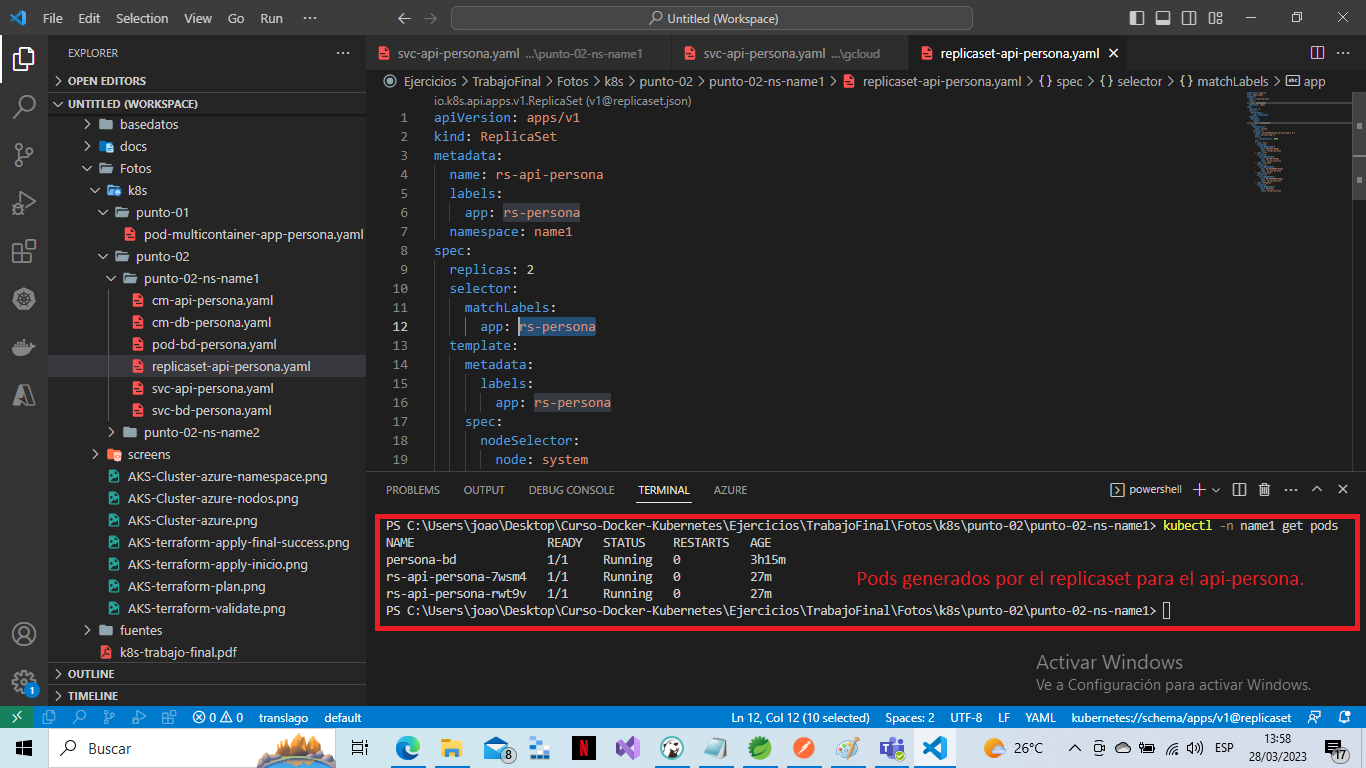 File Edit Selection View Go Run ··· Untitled (Workspace)
EXPLORER ···
OPEN EDITORS
UNTITLED (WORKSPACE)
basedatos
docs
Fotos
k8s
punto-01
pod-multicontainer-app-persona.yaml
punto-02
punto-02-ns-name1
cm-api-persona.yaml
cm-db-persona.yaml
pod-bd-persona.yaml
replicaset-api-persona.yaml
svc-api-persona.yaml
svc-bd-persona.yaml
punto-02-ns-name2
screens
AKS-Cluster-azure-namespace.png
AKS-Cluster-azure-nodos.png
AKS-Cluster-azure.png
AKS-terraform-apply-final-success.png
AKS-terraform-apply-inicio.png
AKS-terraform-plan.png
AKS-terraform-validate.png
fuentes
k8s-trabajo-final.pdf
OUTLINE
TIMELINE
1
svc-api-persona.yaml ...\punto-02-ns-name1 svc-api-persona.yaml ...\gcloud replicaset-api-persona.yaml
Ejercicios > TrabajoFinal > Fotos > k8s > punto-02 > punto-02-ns-name1 > replicaset-api-persona.yaml > {} spec > {} selector > {} matchLabels > abc app
io.k8s.api.apps.v1.ReplicaSet (v1@replicaset.json)
1 apiVersion: apps/v1
2 kind: ReplicaSet
3 metadata:
4 name: rs-api-persona
5 labels:
6 app: rs-persona
7 namespace: name1
8 spec:
9 replicas: 2
10 selector:
11 matchLabels:
12 app: rs-persona
13 template:
14 metadata:
15 labels:
16 app: rs-persona
17 spec:
18 nodeSelector:
19 node: system
PROBLEMS OUTPUT DEBUG CONSOLE TERMINAL AZURE powershell
PS C:\Users\joao\Desktop\Curso-Docker-Kubernetes\Ejercicios\TrabajoFinal\Fotos\k8s\punto-02\punto-02-ns-name1> kubectl -n name1 get pods
NAME READY STATUS RESTARTS AGE
persona-bd 1/1 Running 0 3h15m
rs-api-persona-7wsm4 1/1 Running 0 27m
rs-api-persona-rwt9v 1/1 Running 0 27m
Pods generados por el replicaset para el api-persona.
PS C:\Users\joao\Desktop\Curso-Docker-Kubernetes\Ejercicios\TrabajoFinal\Fotos\k8s\punto-02\punto-02-ns-name1>
Activar Windows
Ve a Configuración para activar Windows.
0 0 translago default Ln 12, Col 12 (10 selected) Spaces: 2 UTF-8 LF YAML kubernetes://schema/apps/v1@replicaset
Buscar 8 N 26°C ESP 13:58
28/03/2023 17